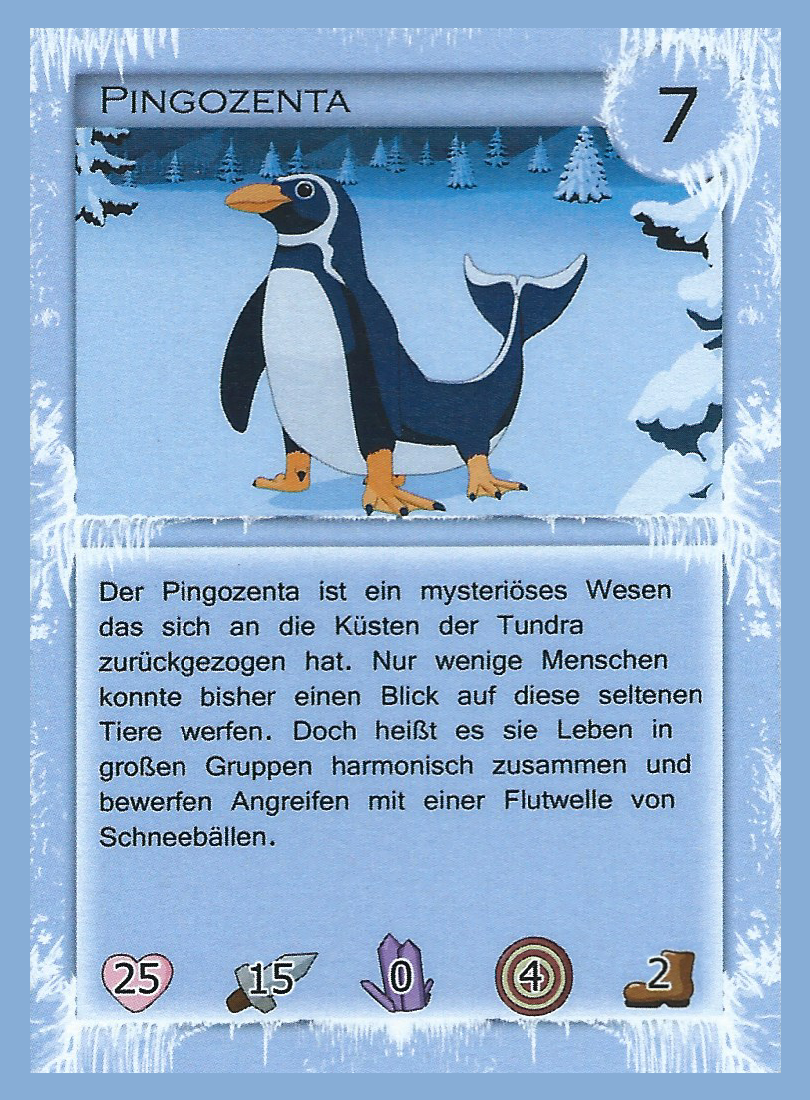 PINGOZENTA
7
Der Pingozenta ist ein mysteriöses Wesen
das sich an die Küsten der Tundra
zurückgezogen hat. Nur wenige Menschen
konnte bisher einen Blick auf diese seltenen
Tiere werfen. Doch heißt es sie Leben in
großen Gruppen harmonisch zusammen und
bewerfen Angreifen mit einer Flutwelle von
Schneebällen.
25 15 0 4 2